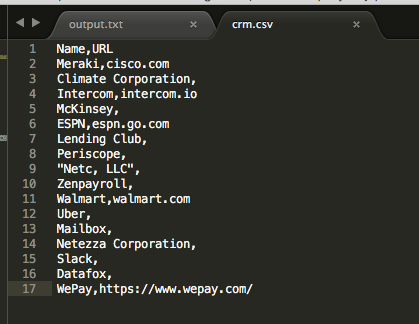 output.txt × crm.csv ×
1 Name,URL
2 Meraki,cisco.com
3 Climate Corporation,
4 Intercom,intercom.io
5 McKinsey,
6 ESPN,espn.go.com
7 Lending Club,
8 Periscope,
9 "Netc, LLC",
10 Zenpayroll,
11 Walmart,walmart.com
12 Uber,
13 Mailbox,
14 Netezza Corporation,
15 Slack,
16 Datafox,
17 WePay,https://www.wepay.com/